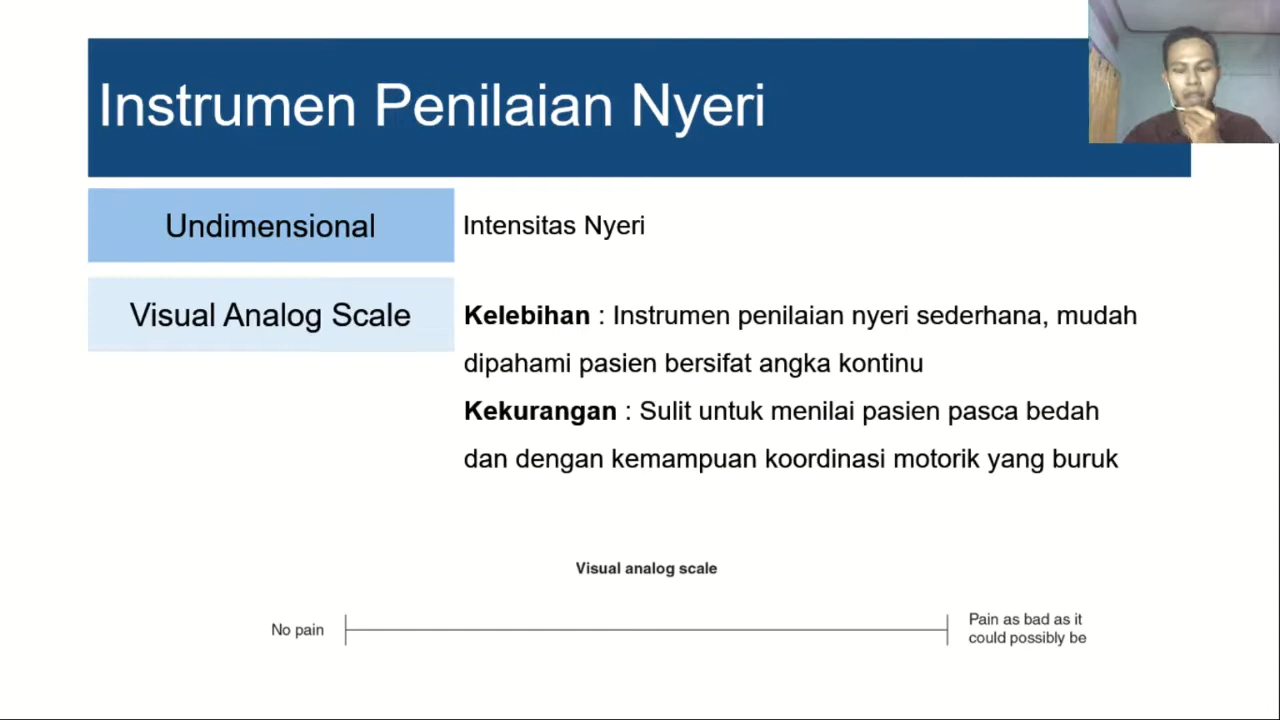 Instrumen Penilaian Nyeri
Undimensional
Intensitas Nyeri
Visual Analog Scale
Kelebihan : Instrumen penilaian nyeri sederhana, mudah
dipahami pasien bersifat angka kontinu
Kekurangan : Sulit untuk menilai pasien pasca bedah
dan dengan kemampuan koordinasi motorik yang buruk
Visual analog scale
No pain
Pain as bad as it
could possibly be